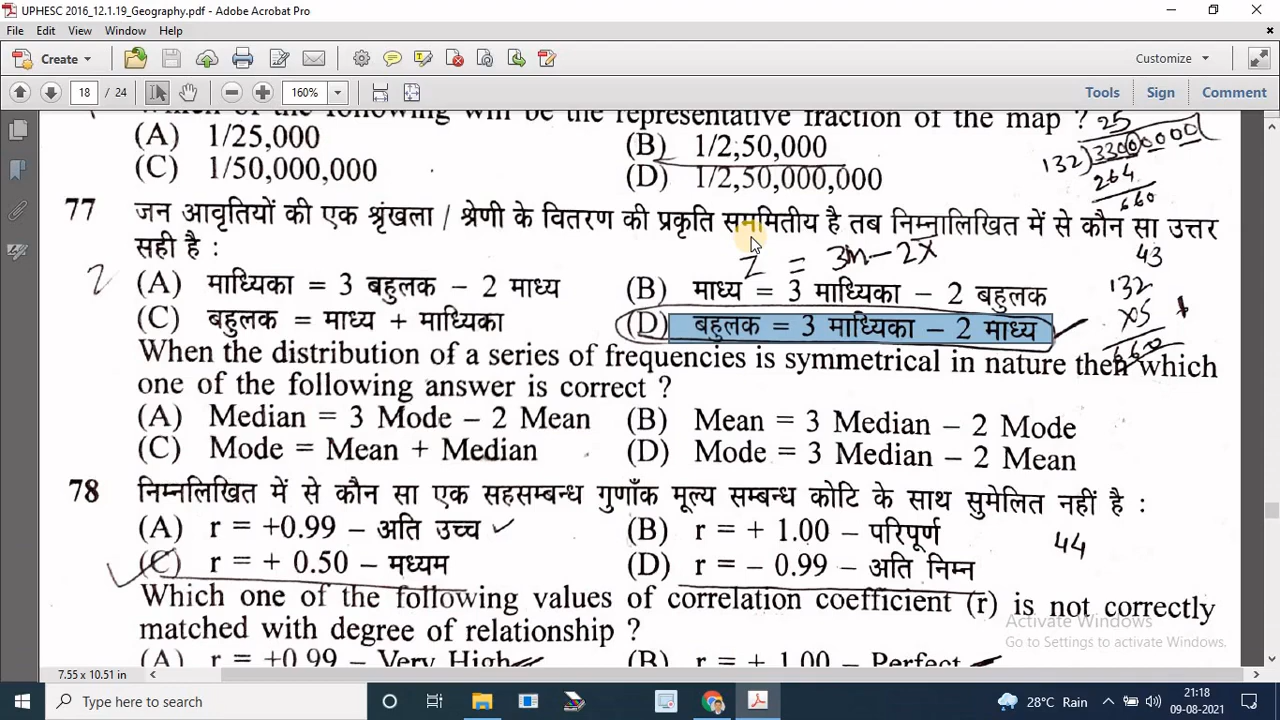 UPHESC 2016_12.1.19_Geography.pdf - Adobe Acrobat Pro
File Edit View Window Help
Create Customize
18 / 24 160% Tools Sign Comment
Which of the following will be the representative fraction of the map ?
(A) 1/25,000 (B) 1/2,50,000
(C) 1/50,000,000 (D) 1/2,50,000,000
25
132) 33000000000
264
660
77 जन आवृतियों की एक श्रृंखला / श्रेणी के वितरण की प्रकृति सममितीय है तब निम्नालिखित में से कौन सा उत्तर
सही है :
Z = 3M - 2X
43
(A) माध्यिका = 3 बहुलक – 2 माध्य (B) माध्य = 3 माध्यिका – 2 बहुलक
132
(C) बहुलक = माध्य + माध्यिका (D) बहुलक = 3 माध्यिका – 2 माध्य
x05
660
When the distribution of a series of frequencies is symmetrical in nature then which
one of the following answer is correct ?
(A) Median = 3 Mode – 2 Mean (B) Mean = 3 Median – 2 Mode
(C) Mode = Mean + Median (D) Mode = 3 Median – 2 Mean
78 निम्नलिखित में से कौन सा एक सहसम्बन्ध गुणाँक मूल्य सम्बन्ध कोटि के साथ सुमेलित नहीं है :
(A) r = +0.99 – अति उच्च (B) r = + 1.00 – परिपूर्ण
44
(C) r = + 0.50 – मध्यम (D) r = – 0.99 – अति निम्न
Which one of the following values of correlation coefficient (r) is not correctly
matched with degree of relationship ?
(A) r = +0.99 – Very High (B) r = + 1.00 – Perfect
Activate Windows
Go to Settings to activate Windows.
7.55 x 10.51 in
Type here to search
28°C Rain
21:18
09-08-2021